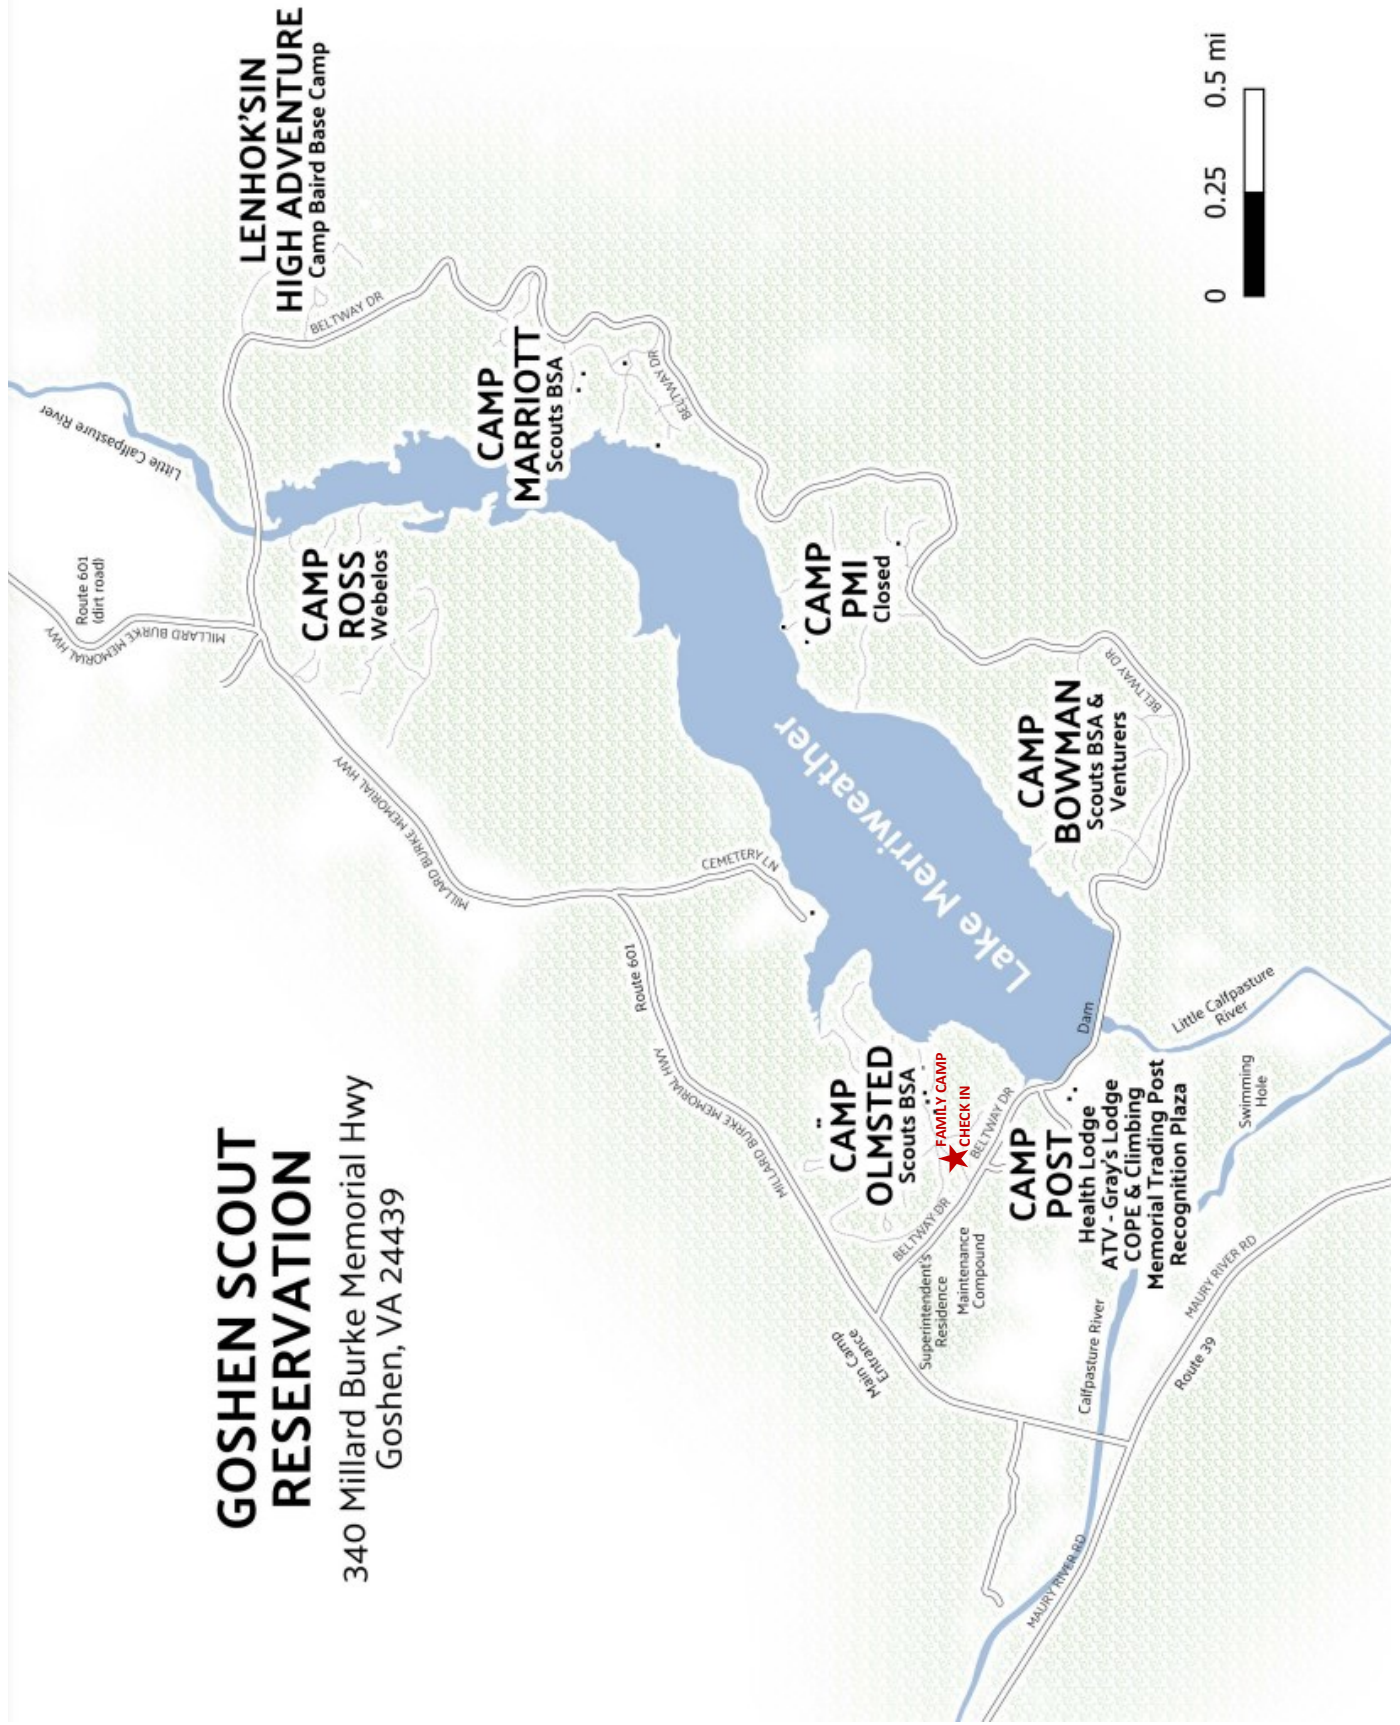 GOSHEN SCOUT
RESERVATION
340 Millard Burke Memorial Hwy
Goshen, VA 24439
LENHOK'SIN
HIGH ADVENTURE
Camp Baird Base Camp
BELTWAY DR
Little Calfpasture River
Route 601
(dirt road)
MILLARD BURKE MEMORIAL HWY
CAMP
ROSS
Webelos
CAMP
MARRIOTT
Scouts BSA
BELTWAY DR
MILLARD BURKE MEMORIAL HWY
CAMP
PMI
Closed
Lake Merriweather
CEMETERY LN
Route 601
MILLARD BURKE MEMORIAL HWY
CAMP
BOWMAN
Scouts BSA &
Venturers
BELTWAY DR
CAMP
OLMSTED
Scouts BSA
FAMILY CAMP
CHECK IN
BELTWAY DR
BELTWAY DR
Dam
Little Calfpasture
River
Swimming
Hole
CAMP
POST
Health Lodge
ATV - Gray's Lodge
COPE & Climbing
Memorial Trading Post
Recognition Plaza
Superintendent's
Residence
Maintenance
Compound
Main Camp
Entrance
Calfpasture River
MAURY RIVER RD
Route 39
MAURY RIVER RD
0 0.25 0.5 mi